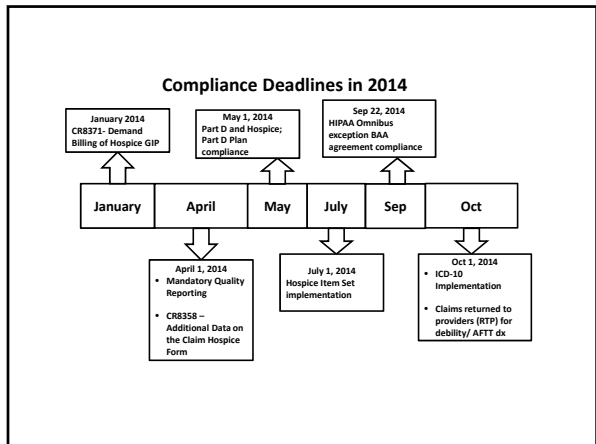 Compliance Deadlines in 2014
January 2014
CR8371- Demand
Billing of Hospice GIP
May 1, 2014
Part D and Hospice;
Part D Plan
compliance
Sep 22, 2014
HIPAA Omnibus
exception BAA
agreement compliance
January
April
May
July
Sep
Oct
April 1, 2014
• Mandatory Quality
Reporting
• CR8358 –
Additional Data on
the Claim Hospice
Form
July 1, 2014
Hospice Item Set
implementation
Oct 1, 2014
• ICD-10
Implementation
• Claims returned to
providers (RTP) for
debility/ AFTT dx